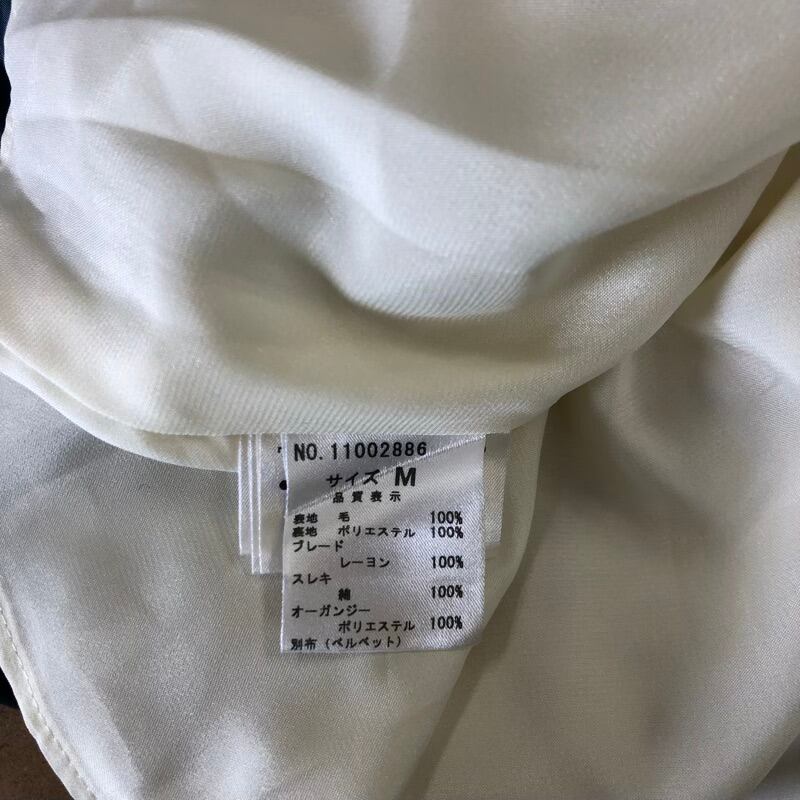 NO.11002886
サイズ M
品質表示
表地 毛 100%
裏地 ポリエステル 100%
ブレード
レーヨン 100%
スレキ
綿 100%
オーガンジー
ポリエステル 100%
別布(ベルベット)